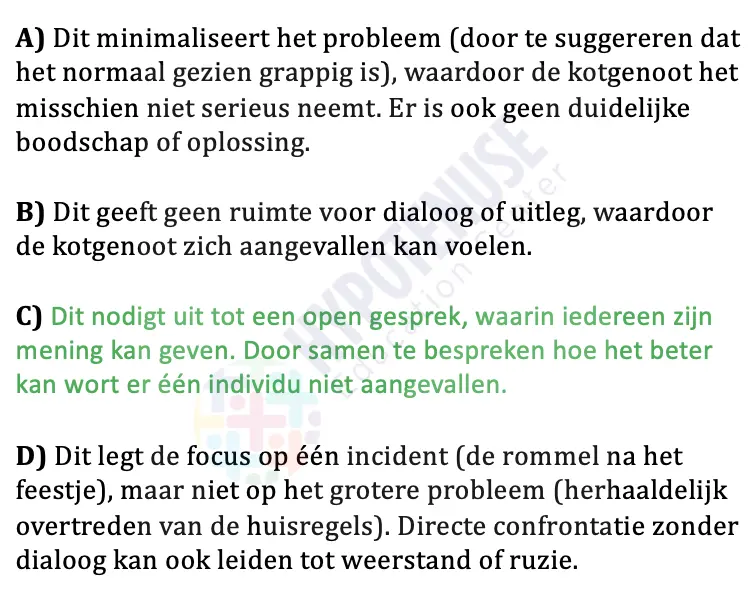 A) Dit minimaliseert het probleem (door te suggereren dat
het normaal gezien grappig is), waardoor de kotgenoot het
misschien niet serieus neemt. Er is ook geen duidelijke
boodschap of oplossing.
B) Dit geeft geen ruimte voor dialoog of uitleg, waardoor
de kotgenoot zich aangevallen kan voelen.
C) Dit nodigt uit tot een open gesprek, waarin iedereen zijn
mening kan geven. Door samen te bespreken hoe het beter
kan wort er één individu niet aangevallen.
D) Dit legt de focus op één incident (de rommel na het
feestje), maar niet op het grotere probleem (herhaaldelijk
overtreden van de huisregels). Directe confrontatie zonder
dialoog kan ook leiden tot weerstand of ruzie.
HYPOTENUSE
Education Center